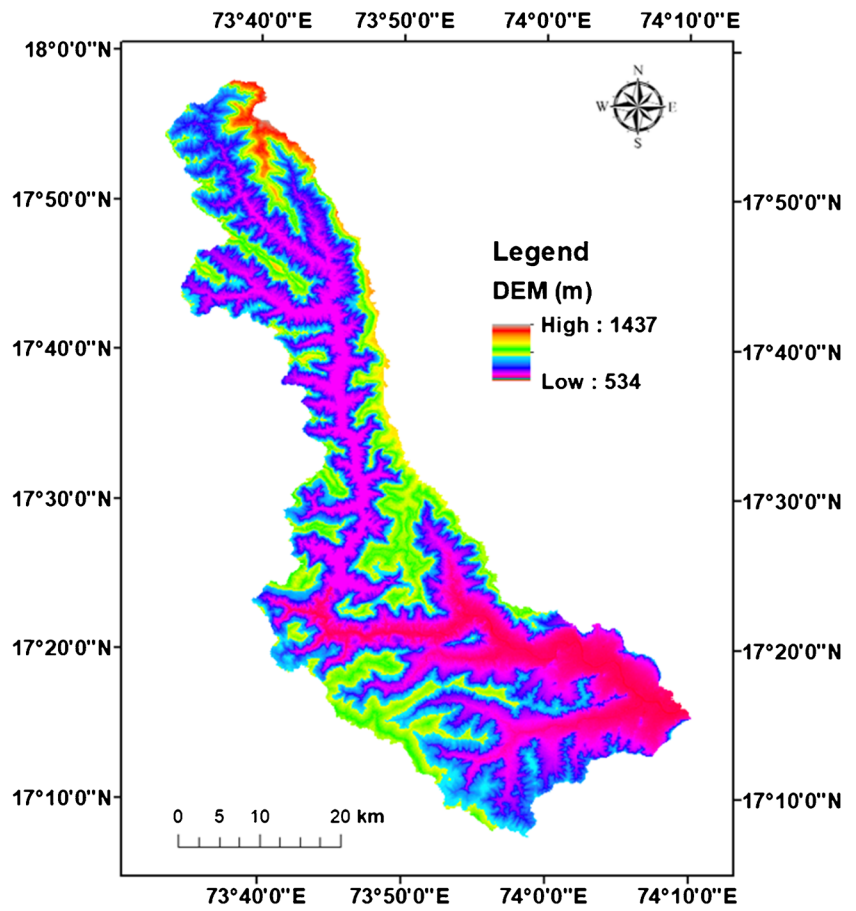 73°40'0"E 73°50'0"E 74°0'0"E 74°10'0"E
18°0'0"N
N
W E
S
17°50'0"N 17°50'0"N
Legend
DEM (m)
High : 1437
Low : 534
17°40'0"N 17°40'0"N
17°30'0"N 17°30'0"N
17°20'0"N 17°20'0"N
17°10'0"N 17°10'0"N
0 5 10 20 km
73°40'0"E 73°50'0"E 74°0'0"E 74°10'0"E